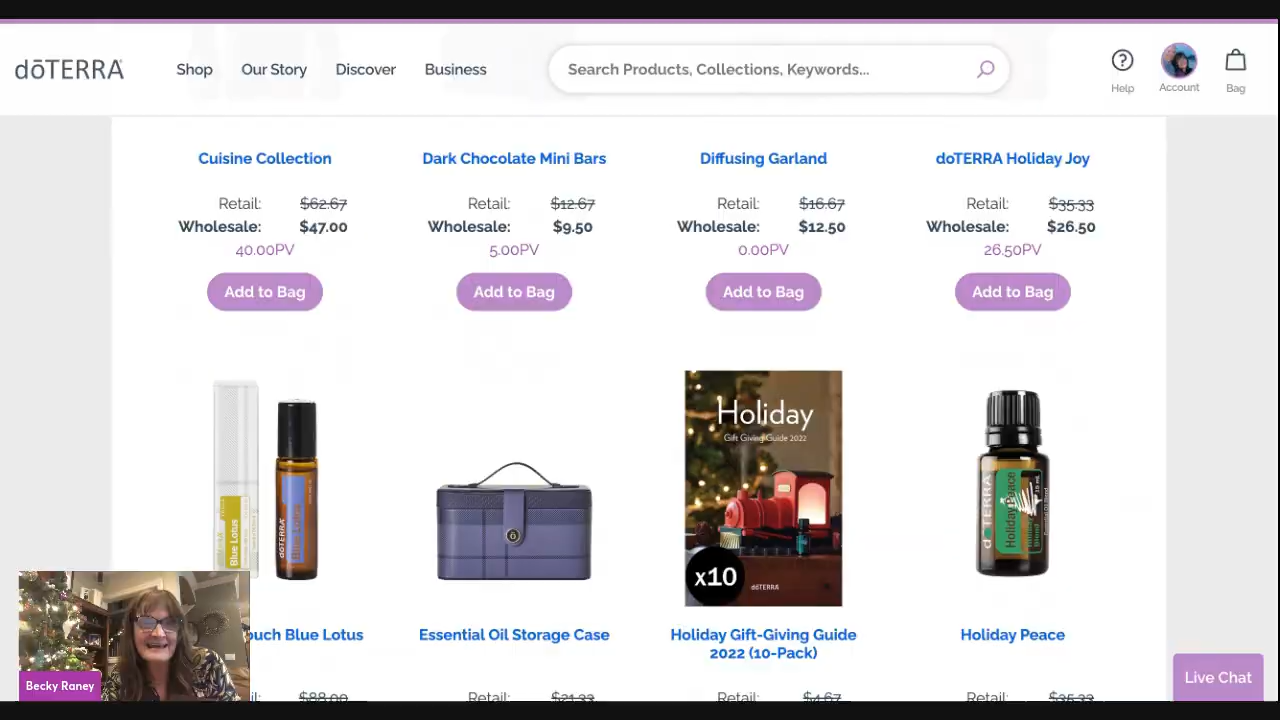 dōTERRA Shop Our Story Discover Business Search Products, Collections, Keywords... Help Account Bag
Cuisine Collection Dark Chocolate Mini Bars Diffusing Garland doTERRA Holiday Joy
Retail: $62.67 Retail: $12.67 Retail: $16.67 Retail: $35.33
Wholesale: $47.00 Wholesale: $9.50 Wholesale: $12.50 Wholesale: $26.50
40.00PV 5.00PV 0.00PV 26.50PV
Add to Bag Add to Bag Add to Bag Add to Bag
Blue Lotus
dōTERRA
Blue Lotus
ō
Holiday
Gift Giving Guide 2022
x10
dōTERRA
dōTERRA
Holiday Peace
ouch Blue Lotus Essential Oil Storage Case Holiday Gift-Giving Guide Holiday Peace
2022 (10-Pack)
il: $88.00 Retail: $21.33 Retail: $4.67 Retail: $35.33
Becky Raney
Live Chat